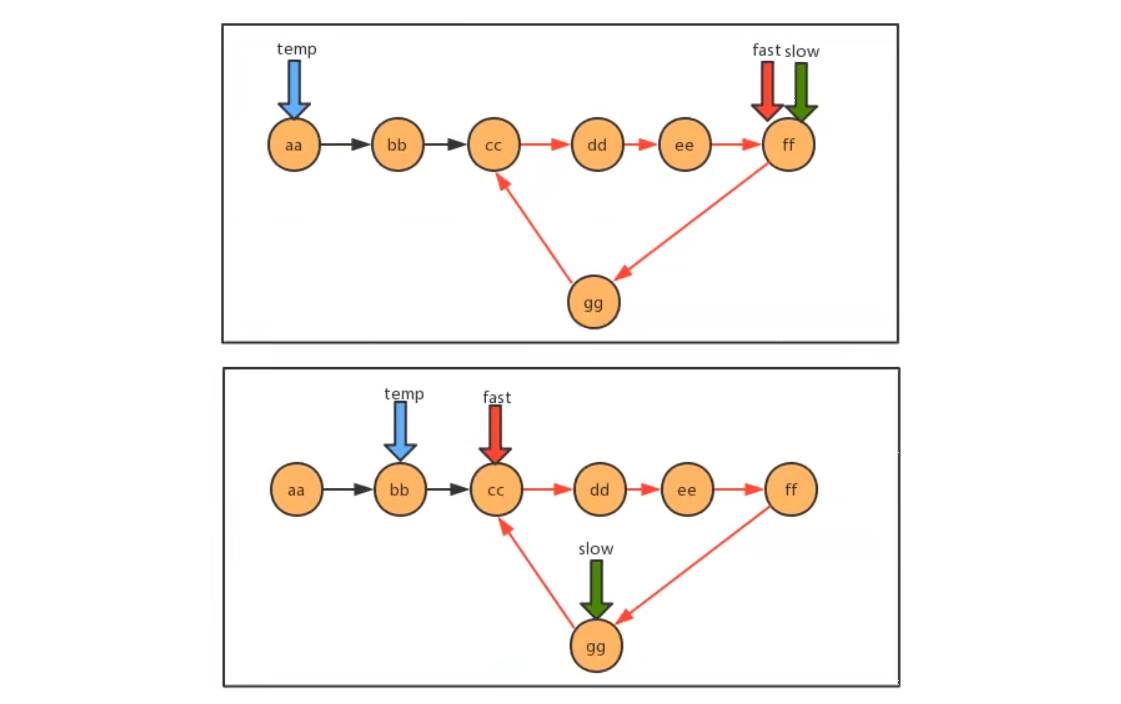 temp
fast slow
aa bb cc dd ee ff
gg
temp
fast
aa bb cc dd ee ff
slow
gg